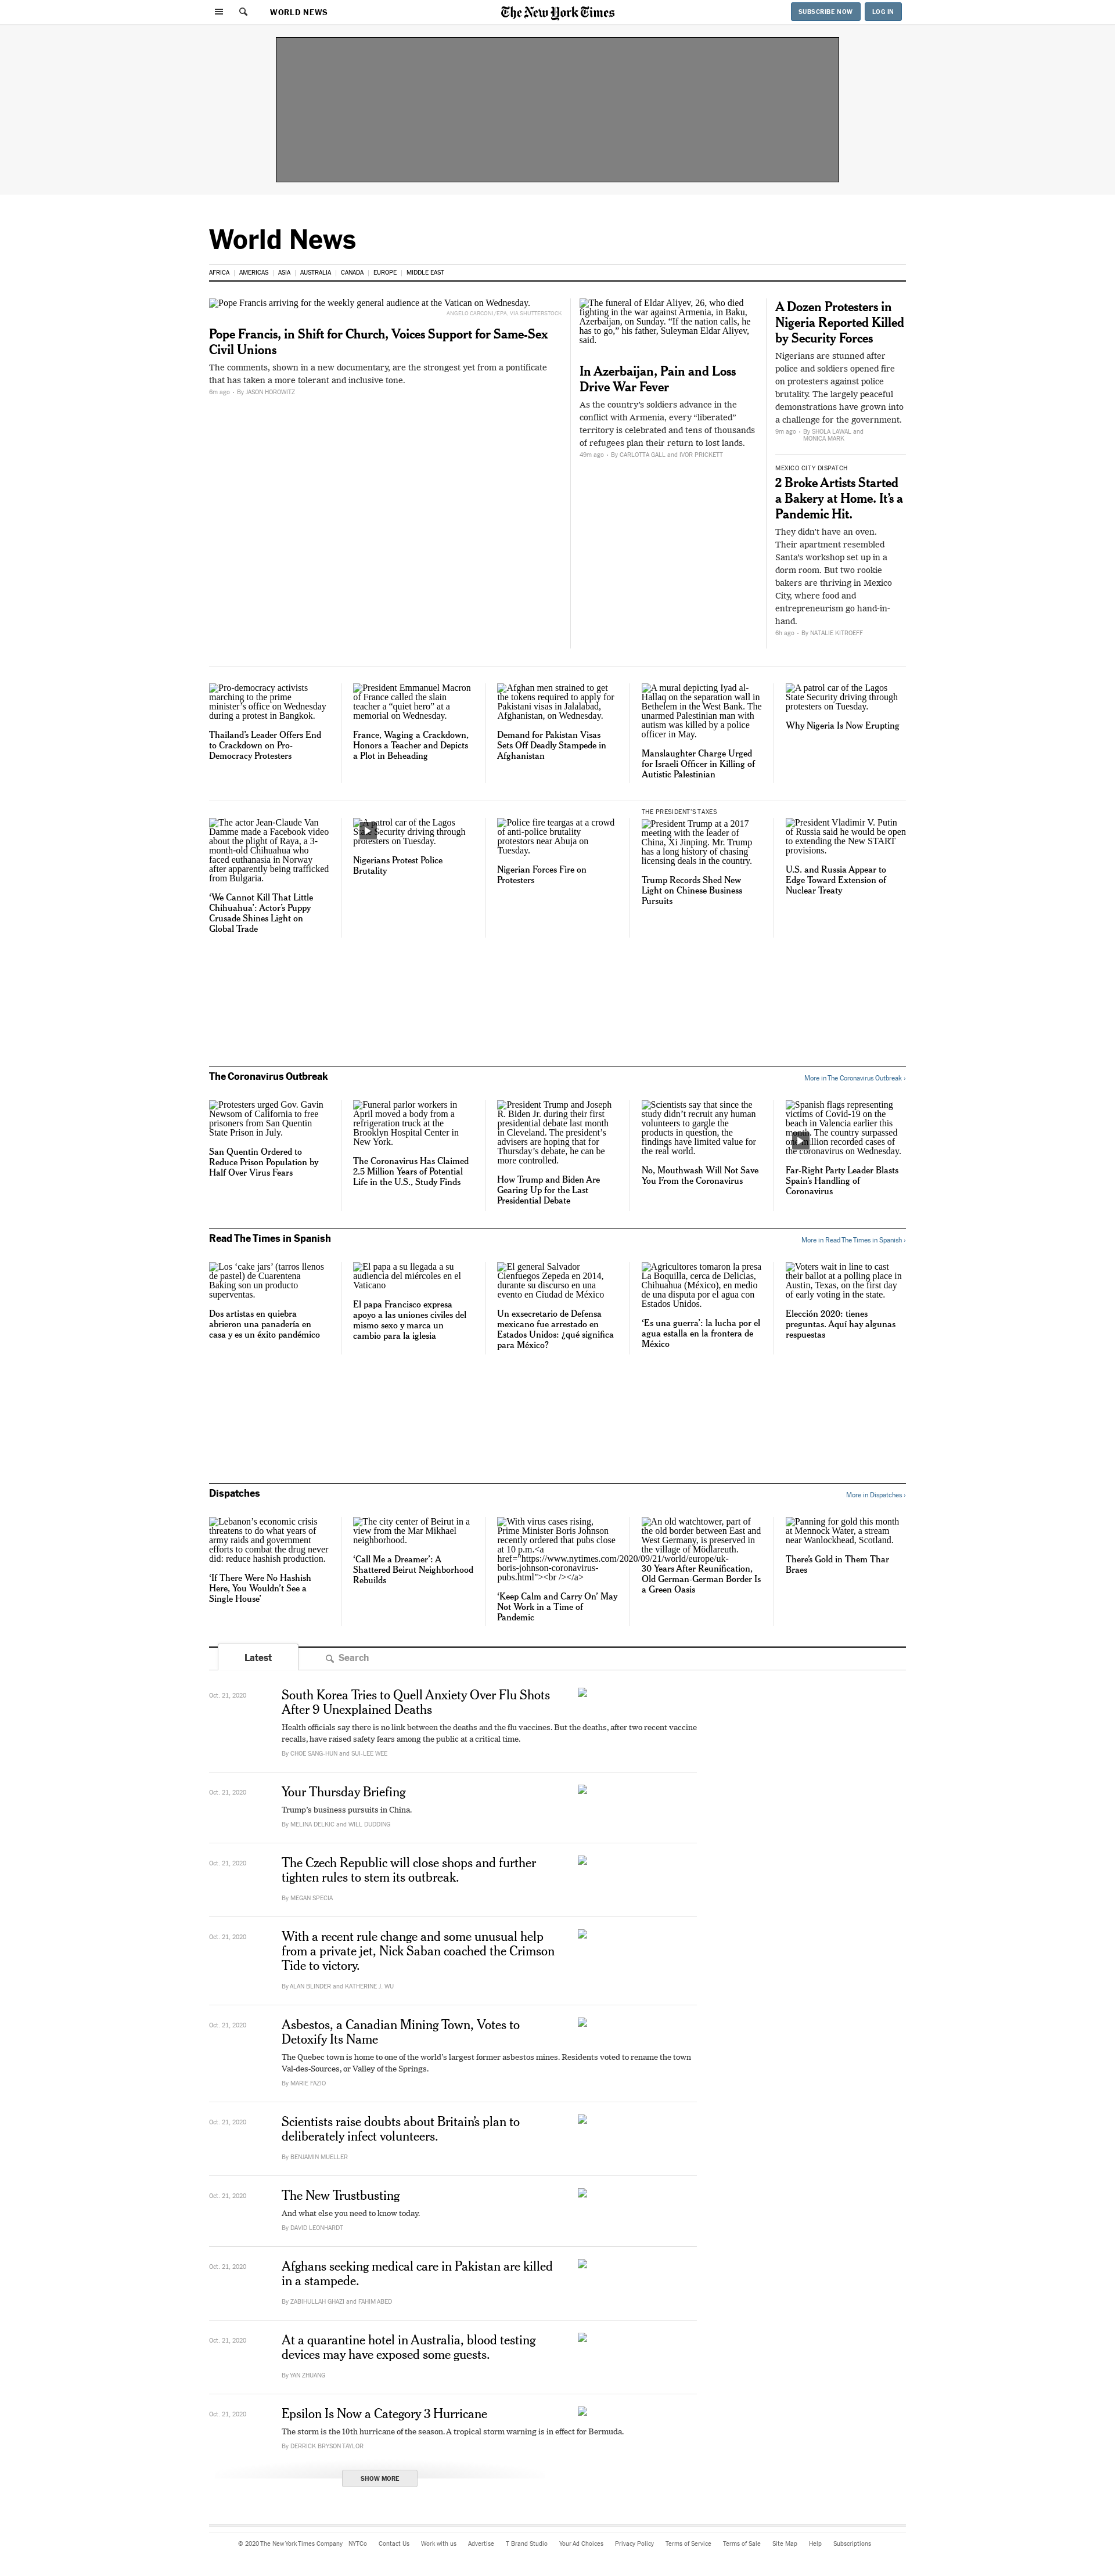 WORLD NEWS
The New York Times
SUBSCRIBE NOW
LOG IN
World News
AFRICA
AMERICAS
ASIA
AUSTRALIA
CANADA
EUROPE
MIDDLE EAST
Pope Francis arriving for the weekly general audience at the Vatican on Wednesday.
ANGELO CARCONI/EPA, VIA SHUTTERSTOCK
Pope Francis, in Shift for Church, Voices Support for Same-Sex
Civil Unions
The comments, shown in a new documentary, are the strongest yet from a pontificate
that has taken a more tolerant and inclusive tone.
6m ago • By JASON HOROWITZ
The funeral of Eldar Aliyev, 26, who died
fighting in the war against Armenia, in Baku,
Azerbaijan, on Sunday. “If the nation calls, he
has to go,” his father, Suleyman Eldar Aliyev,
said.
In Azerbaijan, Pain and Loss
Drive War Fever
As the country’s soldiers advance in the
conflict with Armenia, every “liberated”
territory is celebrated and tens of thousands
of refugees plan their return to lost lands.
49m ago • By CARLOTTA GALL and IVOR PRICKETT
A Dozen Protesters in
Nigeria Reported Killed
by Security Forces
Nigerians are stunned after
police and soldiers opened fire
on protesters against police
brutality. The largely peaceful
demonstrations have grown into
a challenge for the government.
9m ago • By SHOLA LAWAL and
MONICA MARK
MEXICO CITY DISPATCH
2 Broke Artists Started
a Bakery at Home. It’s a
Pandemic Hit.
They didn’t have an oven.
Their apartment resembled
Santa’s workshop set up in a
dorm room. But two rookie
bakers are thriving in Mexico
City, where food and
entrepreneurism go hand-in-
hand.
6h ago • By NATALIE KITROEFF
Pro-democracy activists
marching to the prime
minister’s office on Wednesday
during a protest in Bangkok.
Thailand’s Leader Offers End
to Crackdown on Pro-
Democracy Protesters
President Emmanuel Macron
of France called the slain
teacher a “quiet hero” at a
memorial on Wednesday.
France, Waging a Crackdown,
Honors a Teacher and Depicts
a Plot in Beheading
Afghan men strained to get
the tokens required to apply for
Pakistani visas in Jalalabad,
Afghanistan, on Wednesday.
Demand for Pakistan Visas
Sets Off Deadly Stampede in
Afghanistan
A mural depicting Iyad al-
Hallaq on the separation wall in
Bethelem in the West Bank. The
unarmed Palestinian man with
autism was killed by a police
officer in May.
Manslaughter Charge Urged
for Israeli Officer in Killing of
Autistic Palestinian
A patrol car of the Lagos
State Security driving through
protesters on Tuesday.
Why Nigeria Is Now Erupting
The actor Jean-Claude Van
Damme made a Facebook video
about the plight of Raya, a 3-
month-old Chihuahua who
faced euthanasia in Norway
after apparently being trafficked
from Bulgaria.
‘We Cannot Kill That Little
Chihuahua’: Actor’s Puppy
Crusade Shines Light on
Global Trade
patrol car of the Lagos
Security driving through
protesters on Tuesday.
Nigerians Protest Police
Brutality
Police fire teargas at a crowd
of anti-police brutality
protestors near Abuja on
Tuesday.
Nigerian Forces Fire on
Protesters
THE PRESIDENT’S TAXES
President Trump at a 2017
meeting with the leader of
China, Xi Jinping. Mr. Trump
has a long history of chasing
licensing deals in the country.
Trump Records Shed New
Light on Chinese Business
Pursuits
President Vladimir V. Putin
of Russia said he would be open
to extending the New START
provisions.
U.S. and Russia Appear to
Edge Toward Extension of
Nuclear Treaty
The Coronavirus Outbreak
More in The Coronavirus Outbreak ›
Protesters urged Gov. Gavin
Newsom of California to free
prisoners from San Quentin
State Prison in July.
San Quentin Ordered to
Reduce Prison Population by
Half Over Virus Fears
Funeral parlor workers in
April moved a body from a
refrigeration truck at the
Brooklyn Hospital Center in
New York.
The Coronavirus Has Claimed
2.5 Million Years of Potential
Life in the U.S., Study Finds
President Trump and Joseph
R. Biden Jr. during their first
presidential debate last month
in Cleveland. The president’s
advisers are hoping that for
Thursday’s debate, he can be
more controlled.
How Trump and Biden Are
Gearing Up for the Last
Presidential Debate
Scientists say that since the
study didn’t recruit any human
volunteers to gargle the
products in question, the
findings have limited value for
the real world.
No, Mouthwash Will Not Save
You From the Coronavirus
Spanish flags representing
victims of Covid-19 on the
beach in Valencia earlier this
The country surpassed
recorded cases of
the coronavirus on Wednesday.
Far-Right Party Leader Blasts
Spain’s Handling of
Coronavirus
Read The Times in Spanish
More in Read The Times in Spanish ›
Los ‘cake jars’ (tarros llenos
de pastel) de Cuarentena
Baking son un producto
superventas.
Dos artistas en quiebra
abrieron una panadería en
casa y es un éxito pandémico
El papa a su llegada a su
audiencia del miércoles en el
Vaticano
El papa Francisco expresa
apoyo a las uniones civiles del
mismo sexo y marca un
cambio para la iglesia
El general Salvador
Cienfuegos Zepeda en 2014,
durante su discurso en una
evento en Ciudad de México
Un exsecretario de Defensa
mexicano fue arrestado en
Estados Unidos: ¿qué significa
para México?
Agricultores tomaron la presa
La Boquilla, cerca de Delicias,
Chihuahua (México), en medio
de una disputa por el agua con
Estados Unidos.
‘Es una guerra’: la lucha por el
agua estalla en la frontera de
México
Voters wait in line to cast
their ballot at a polling place in
Austin, Texas, on the first day
of early voting in the state.
Elección 2020: tienes
preguntas. Aquí hay algunas
respuestas
Dispatches
More in Dispatches ›
Lebanon’s economic crisis
threatens to do what years of
army raids and government
efforts to combat the drug never
did: reduce hashish production.
‘If There Were No Hashish
Here, You Wouldn’t See a
Single House’
The city center of Beirut in a
view from the Mar Mikhael
neighborhood.
‘Call Me a Dreamer’: A
Shattered Beirut Neighborhood
Rebuilds
With virus cases rising,
Prime Minister Boris Johnson
recently ordered that pubs close
at 10 p.m.<a
href="https://www.nytimes.com/2020/09/21/world/europe/uk-
boris-johnson-coronavirus-
pubs.html"><br /></a>
‘Keep Calm and Carry On’ May
Not Work in a Time of
Pandemic
An old watchtower, part of
the old border between East and
West Germany, is preserved in
the village of Mödlareuth.
30 Years After Reunification,
Old German-German Border Is
a Green Oasis
Panning for gold this month
at Mennock Water, a stream
near Wanlockhead, Scotland.
There’s Gold in Them Thar
Braes
Latest
Search
Oct. 21, 2020
South Korea Tries to Quell Anxiety Over Flu Shots
After 9 Unexplained Deaths
Health officials say there is no link between the deaths and the flu vaccines. But the deaths, after two recent vaccine
recalls, have raised safety fears among the public at a critical time.
By CHOE SANG-HUN and SUI-LEE WEE
Oct. 21, 2020
Your Thursday Briefing
Trump’s business pursuits in China.
By MELINA DELKIC and WILL DUDDING
Oct. 21, 2020
The Czech Republic will close shops and further
tighten rules to stem its outbreak.
By MEGAN SPECIA
Oct. 21, 2020
With a recent rule change and some unusual help
from a private jet, Nick Saban coached the Crimson
Tide to victory.
By ALAN BLINDER and KATHERINE J. WU
Oct. 21, 2020
Asbestos, a Canadian Mining Town, Votes to
Detoxify Its Name
The Quebec town is home to one of the world’s largest former asbestos mines. Residents voted to rename the town
Val-des-Sources, or Valley of the Springs.
By MARIE FAZIO
Oct. 21, 2020
Scientists raise doubts about Britain’s plan to
deliberately infect volunteers.
By BENJAMIN MUELLER
Oct. 21, 2020
The New Trustbusting
And what else you need to know today.
By DAVID LEONHARDT
Oct. 21, 2020
Afghans seeking medical care in Pakistan are killed
in a stampede.
By ZABIHULLAH GHAZI and FAHIM ABED
Oct. 21, 2020
At a quarantine hotel in Australia, blood testing
devices may have exposed some guests.
By YAN ZHUANG
Oct. 21, 2020
Epsilon Is Now a Category 3 Hurricane
The storm is the 10th hurricane of the season. A tropical storm warning is in effect for Bermuda.
By DERRICK BRYSON TAYLOR
SHOW MORE
© 2020 The New York Times Company
NYTCo
Contact Us
Work with us
Advertise
T Brand Studio
Your Ad Choices
Privacy Policy
Terms of Service
Terms of Sale
Site Map
Help
Subscriptions